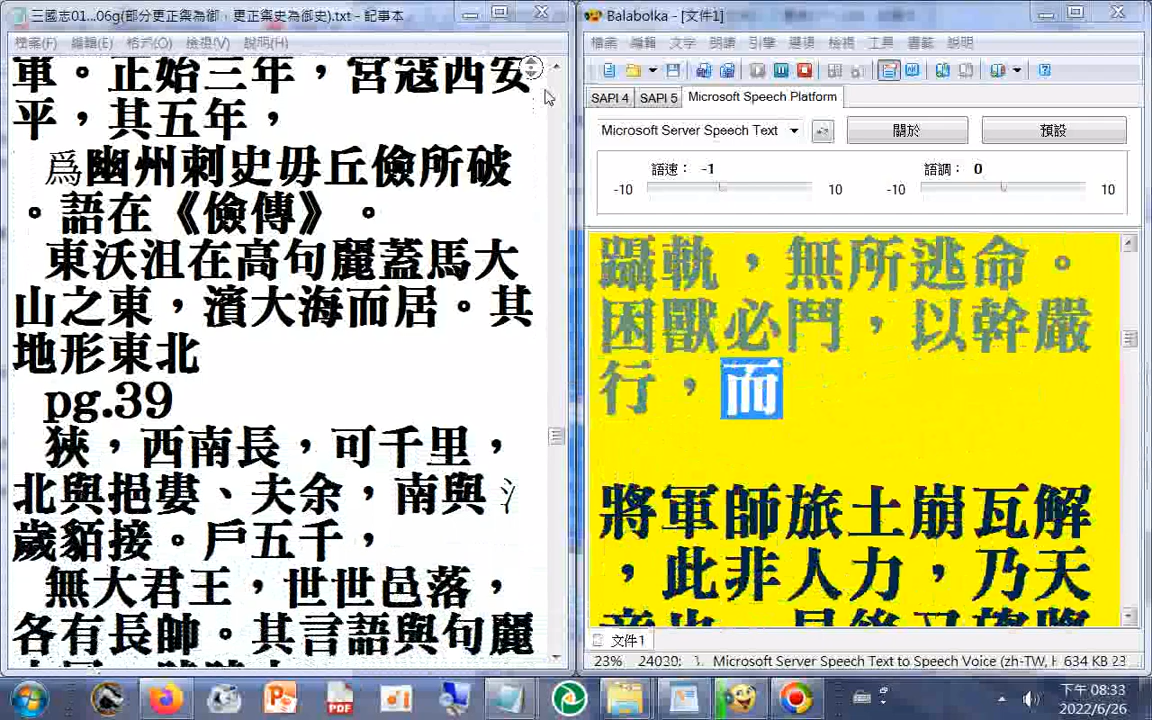 三國志01...06g(部分更正槩為御，更正槩史為御史).txt - 記事本
檔案(F) 編輯(E) 格式(O) 檢視(V) 說明(H)
軍。正始三年，宮寇西安
平，其五年，
爲幽州刺史毋丘儉所破
。語在《儉傳》。
東沃沮在高句麗蓋馬大
山之東，濱大海而居。其
地形東北
pg.39
狹，西南長，可千里，
北與挹婁、夫余，南與
歲貊接。戶五千，
無大君王，世世邑落，
各有長帥。其言語與句麗
Balabolka - [文件1]
檔案 編輯 文字 朗讀 引擎 選項 檢視 工具 書籤 說明
SAPI 4 SAPI 5 Microsoft Speech Platform
Microsoft Server Speech Text 關於 預設
語速： -1 語調： 0
-10 10 -10 10
躡軌，無所逃命。
困獸必鬥，以幹嚴
行，而
將軍師旅土崩瓦解
，此非人力，乃天
文件1
23% 24030: 1. Microsoft Server Speech Text to Speech Voice (zh-TW, H 634 KB 23
下午 08:33
2022/6/26